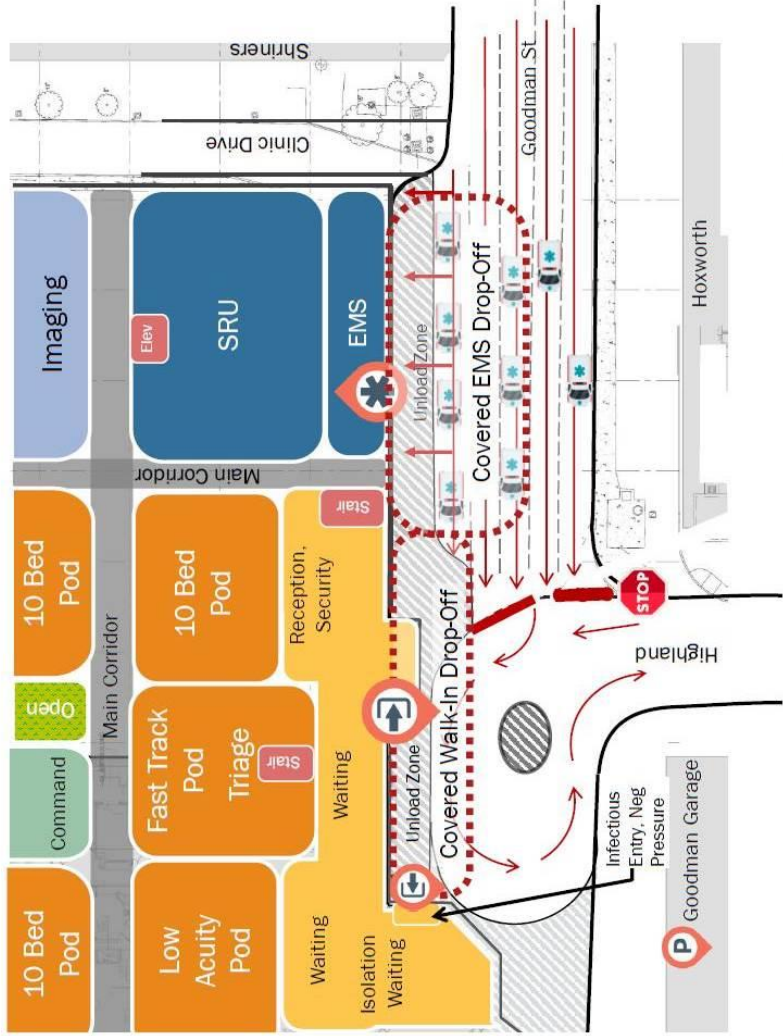 Shriners
Clinic Drive
Goodman St
Imaging
Elev
SRU
EMS
Unload Zone
Covered EMS Drop-Off
Hoxworth
Main Corridor
10 Bed
Pod
10 Bed
Pod
Stair
Reception,
Security
STOP
Highland
Open
Main Corridor
Command
Fast Track
Pod
Triage
Stair
Waiting
Unload Zone
Covered Walk-In Drop-Off
10 Bed
Pod
Low
Acuity
Pod
Waiting
Isolation
Waiting
Infectious
Entry, Neg
Pressure
P
Goodman Garage